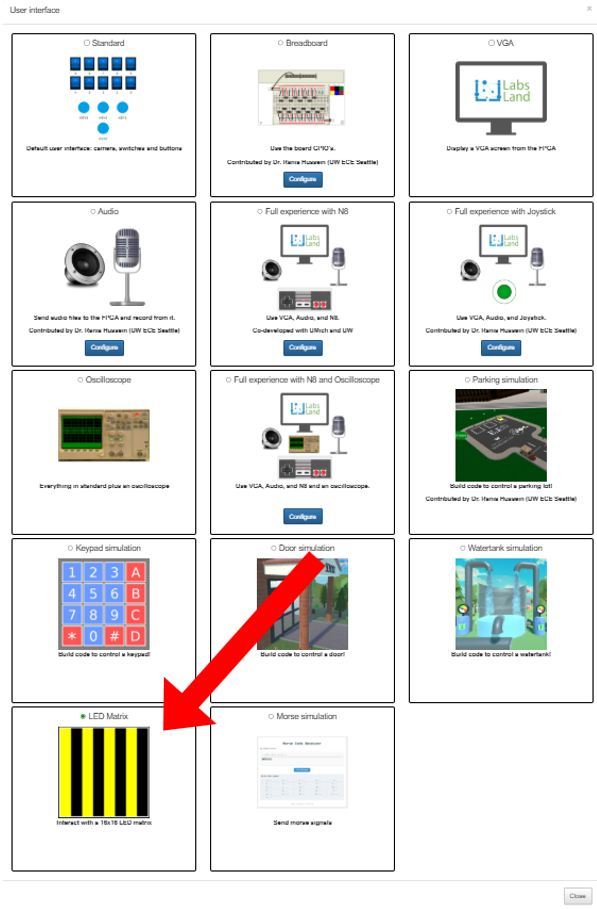 User interface
×
Standard
Default user interface: camera, switches and buttons
Breadboard
Use the board GPIO's.
Contributed by Dr. Rania Hussein (UW ECE Seattle)
Configure
VGA
Labs
Land
Display a VGA screen from the FPGA
Audio
Send audio files to the FPGA and record from it.
Contributed by Dr. Rania Hussein (UW ECE Seattle)
Configure
Full experience with N8
Labs
Land
Use VGA, Audio, and N8.
Co-developed with UMich and UW
Configure
Full experience with Joystick
Labs
Land
Use VGA, Audio, and Joystick.
Contributed by Dr. Rania Hussein (UW ECE Seattle)
Configure
Oscilloscope
Everything in standard plus an oscilloscope
Full experience with N8 and Oscilloscope
Labs
Land
Use VGA, Audio, and N8 and an oscilloscope.
Configure
Parking simulation
Build code to control a parking lot!
Contributed by Dr. Rania Hussein (UW ECE Seattle)
Keypad simulation
1 2 3 A
4 5 6 B
7 8 9 C
* 0 # D
Build code to control a keypad!
Door simulation
Build code to control a door!
Watertank simulation
Build code to control a watertank!
LED Matrix
Interact with a 16x16 LED matrix
Morse simulation
Morse Code Receiver
Send morse signals
Close